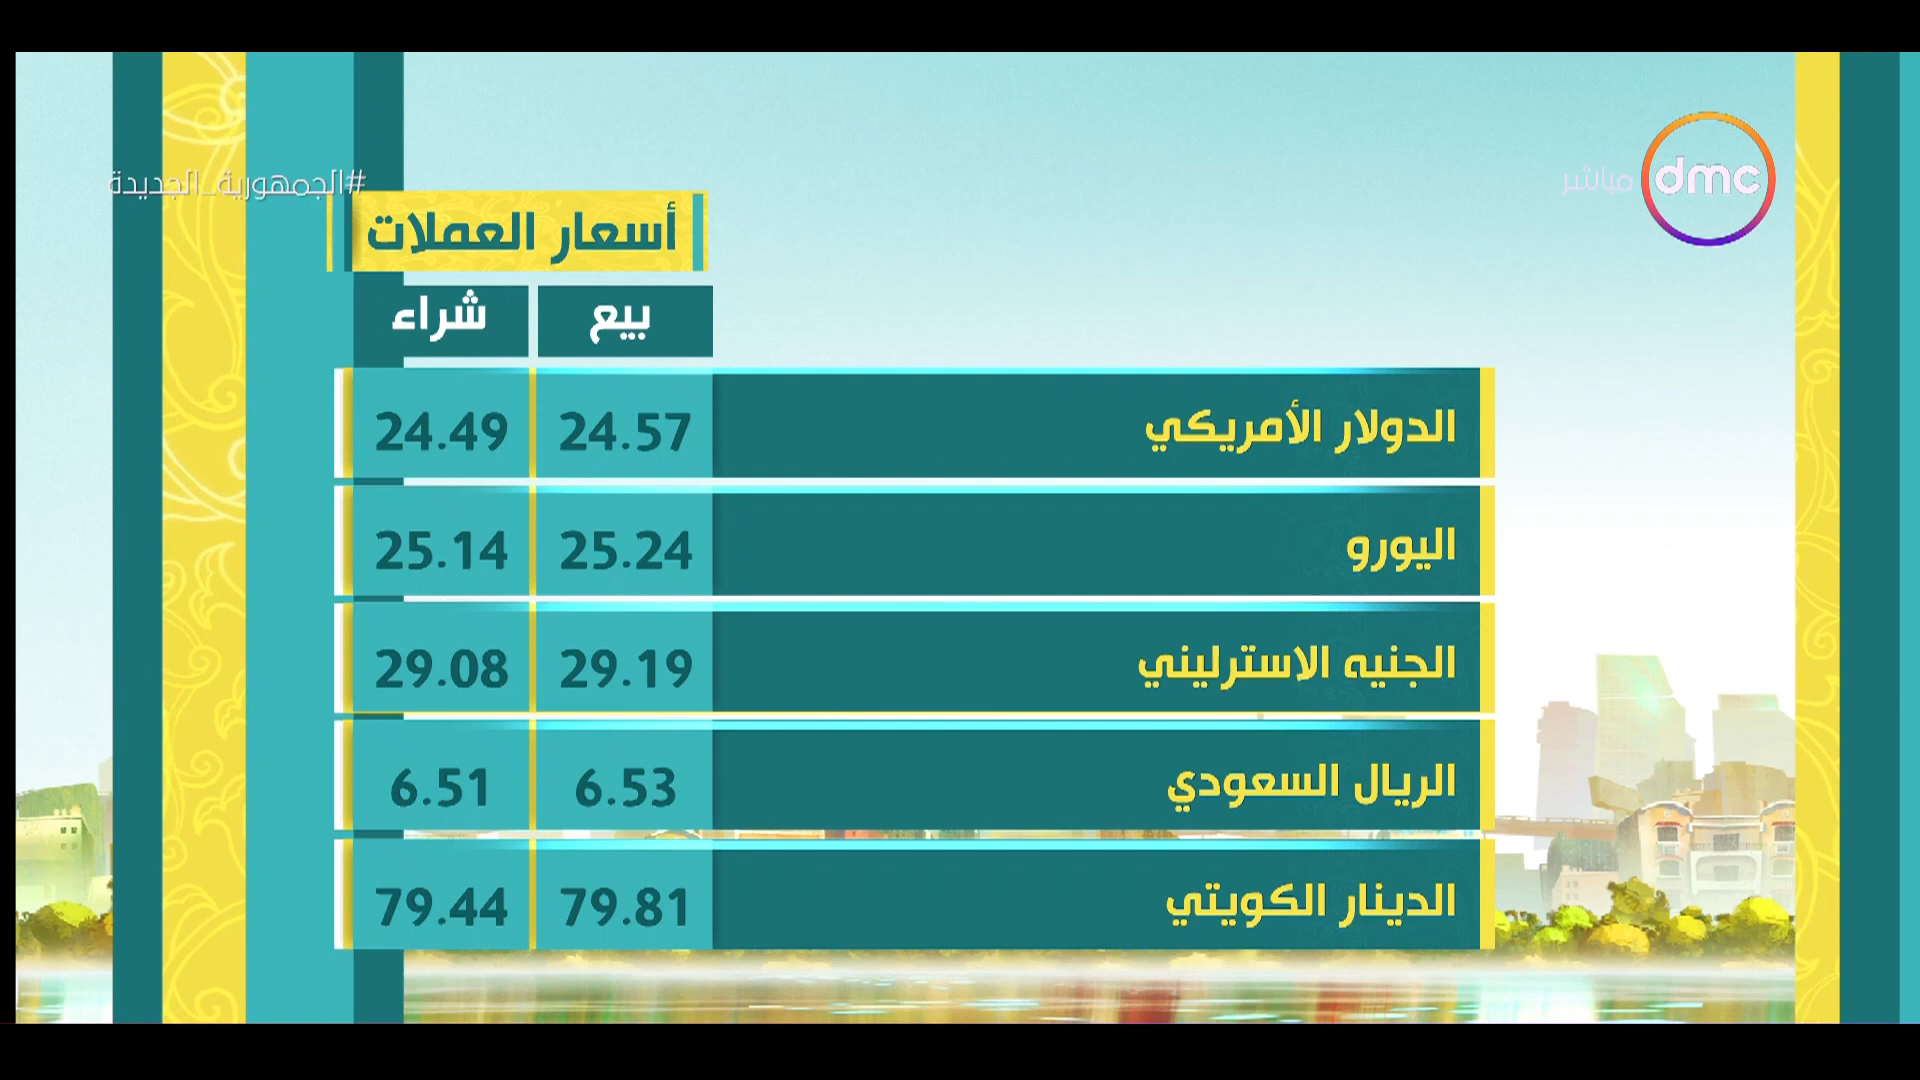 dmc مباشر
#الجمهورية_الجديدة
أسعار العملات
بيع شراء
الدولار الأمريكي 24.57 24.49
اليورو 25.24 25.14
الجنيه الاسترليني 29.19 29.08
الريال السعودي 6.53 6.51
الدينار الكويتي 79.81 79.44